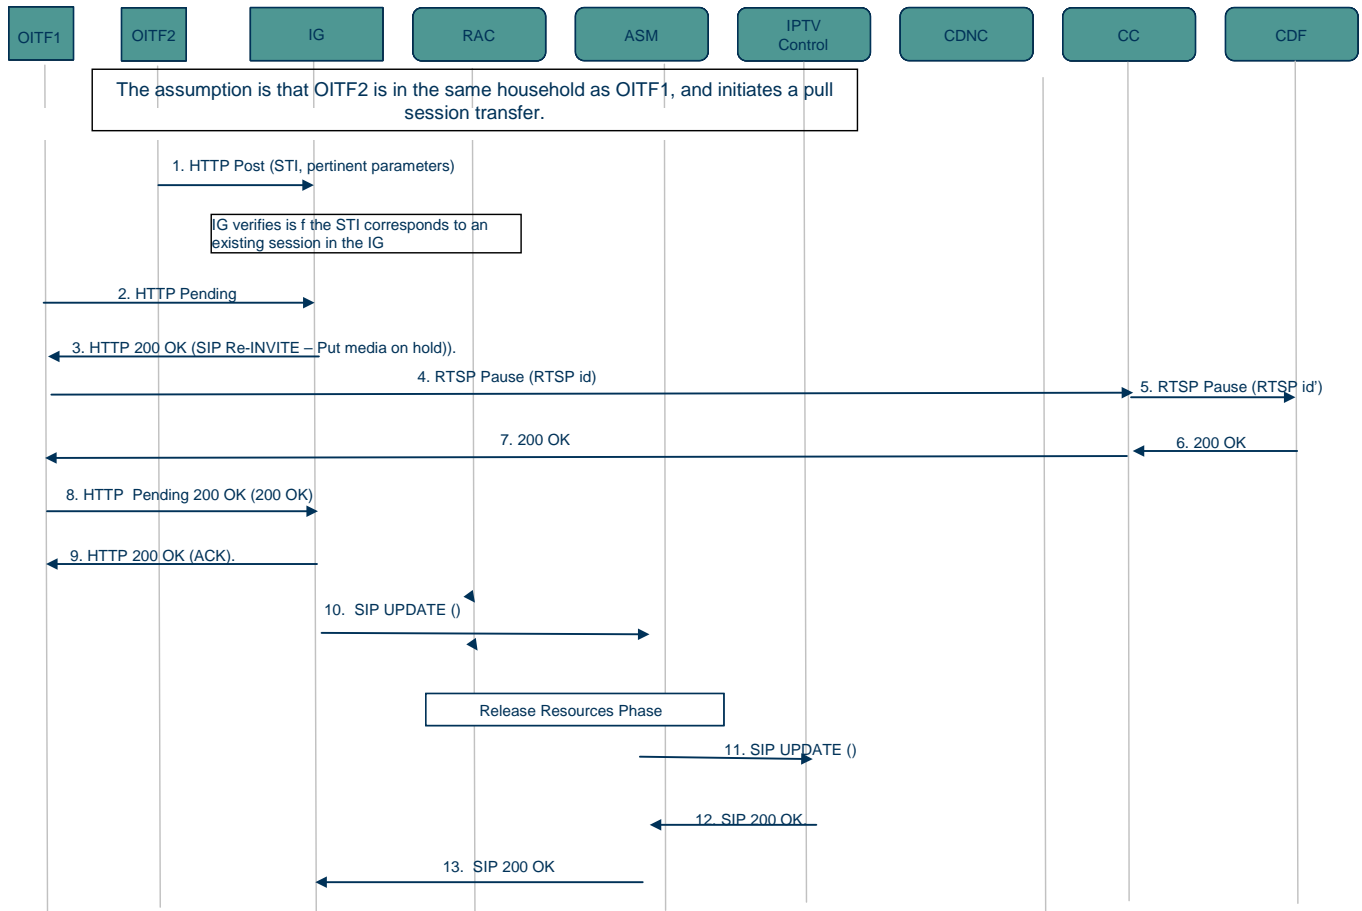 OITF1
OITF2
IG
RAC
ASM
IPTV
Control
CDNC
CC
CDF
The assumption is that OITF2 is in the same household as OITF1, and initiates a pull
session transfer.
1. HTTP Post (STI, pertinent parameters)
IG verifies is f the STI corresponds to an
existing session in the IG
2. HTTP Pending
3. HTTP 200 OK (SIP Re-INVITE – Put media on hold)).
4. RTSP Pause (RTSP id)
5. RTSP Pause (RTSP id')
7. 200 OK
6. 200 OK
8. HTTP Pending 200 OK (200 OK)
9. HTTP 200 OK (ACK).
10. SIP UPDATE ()
Release Resources Phase
11. SIP UPDATE ()
12. SIP 200 OK.
13. SIP 200 OK